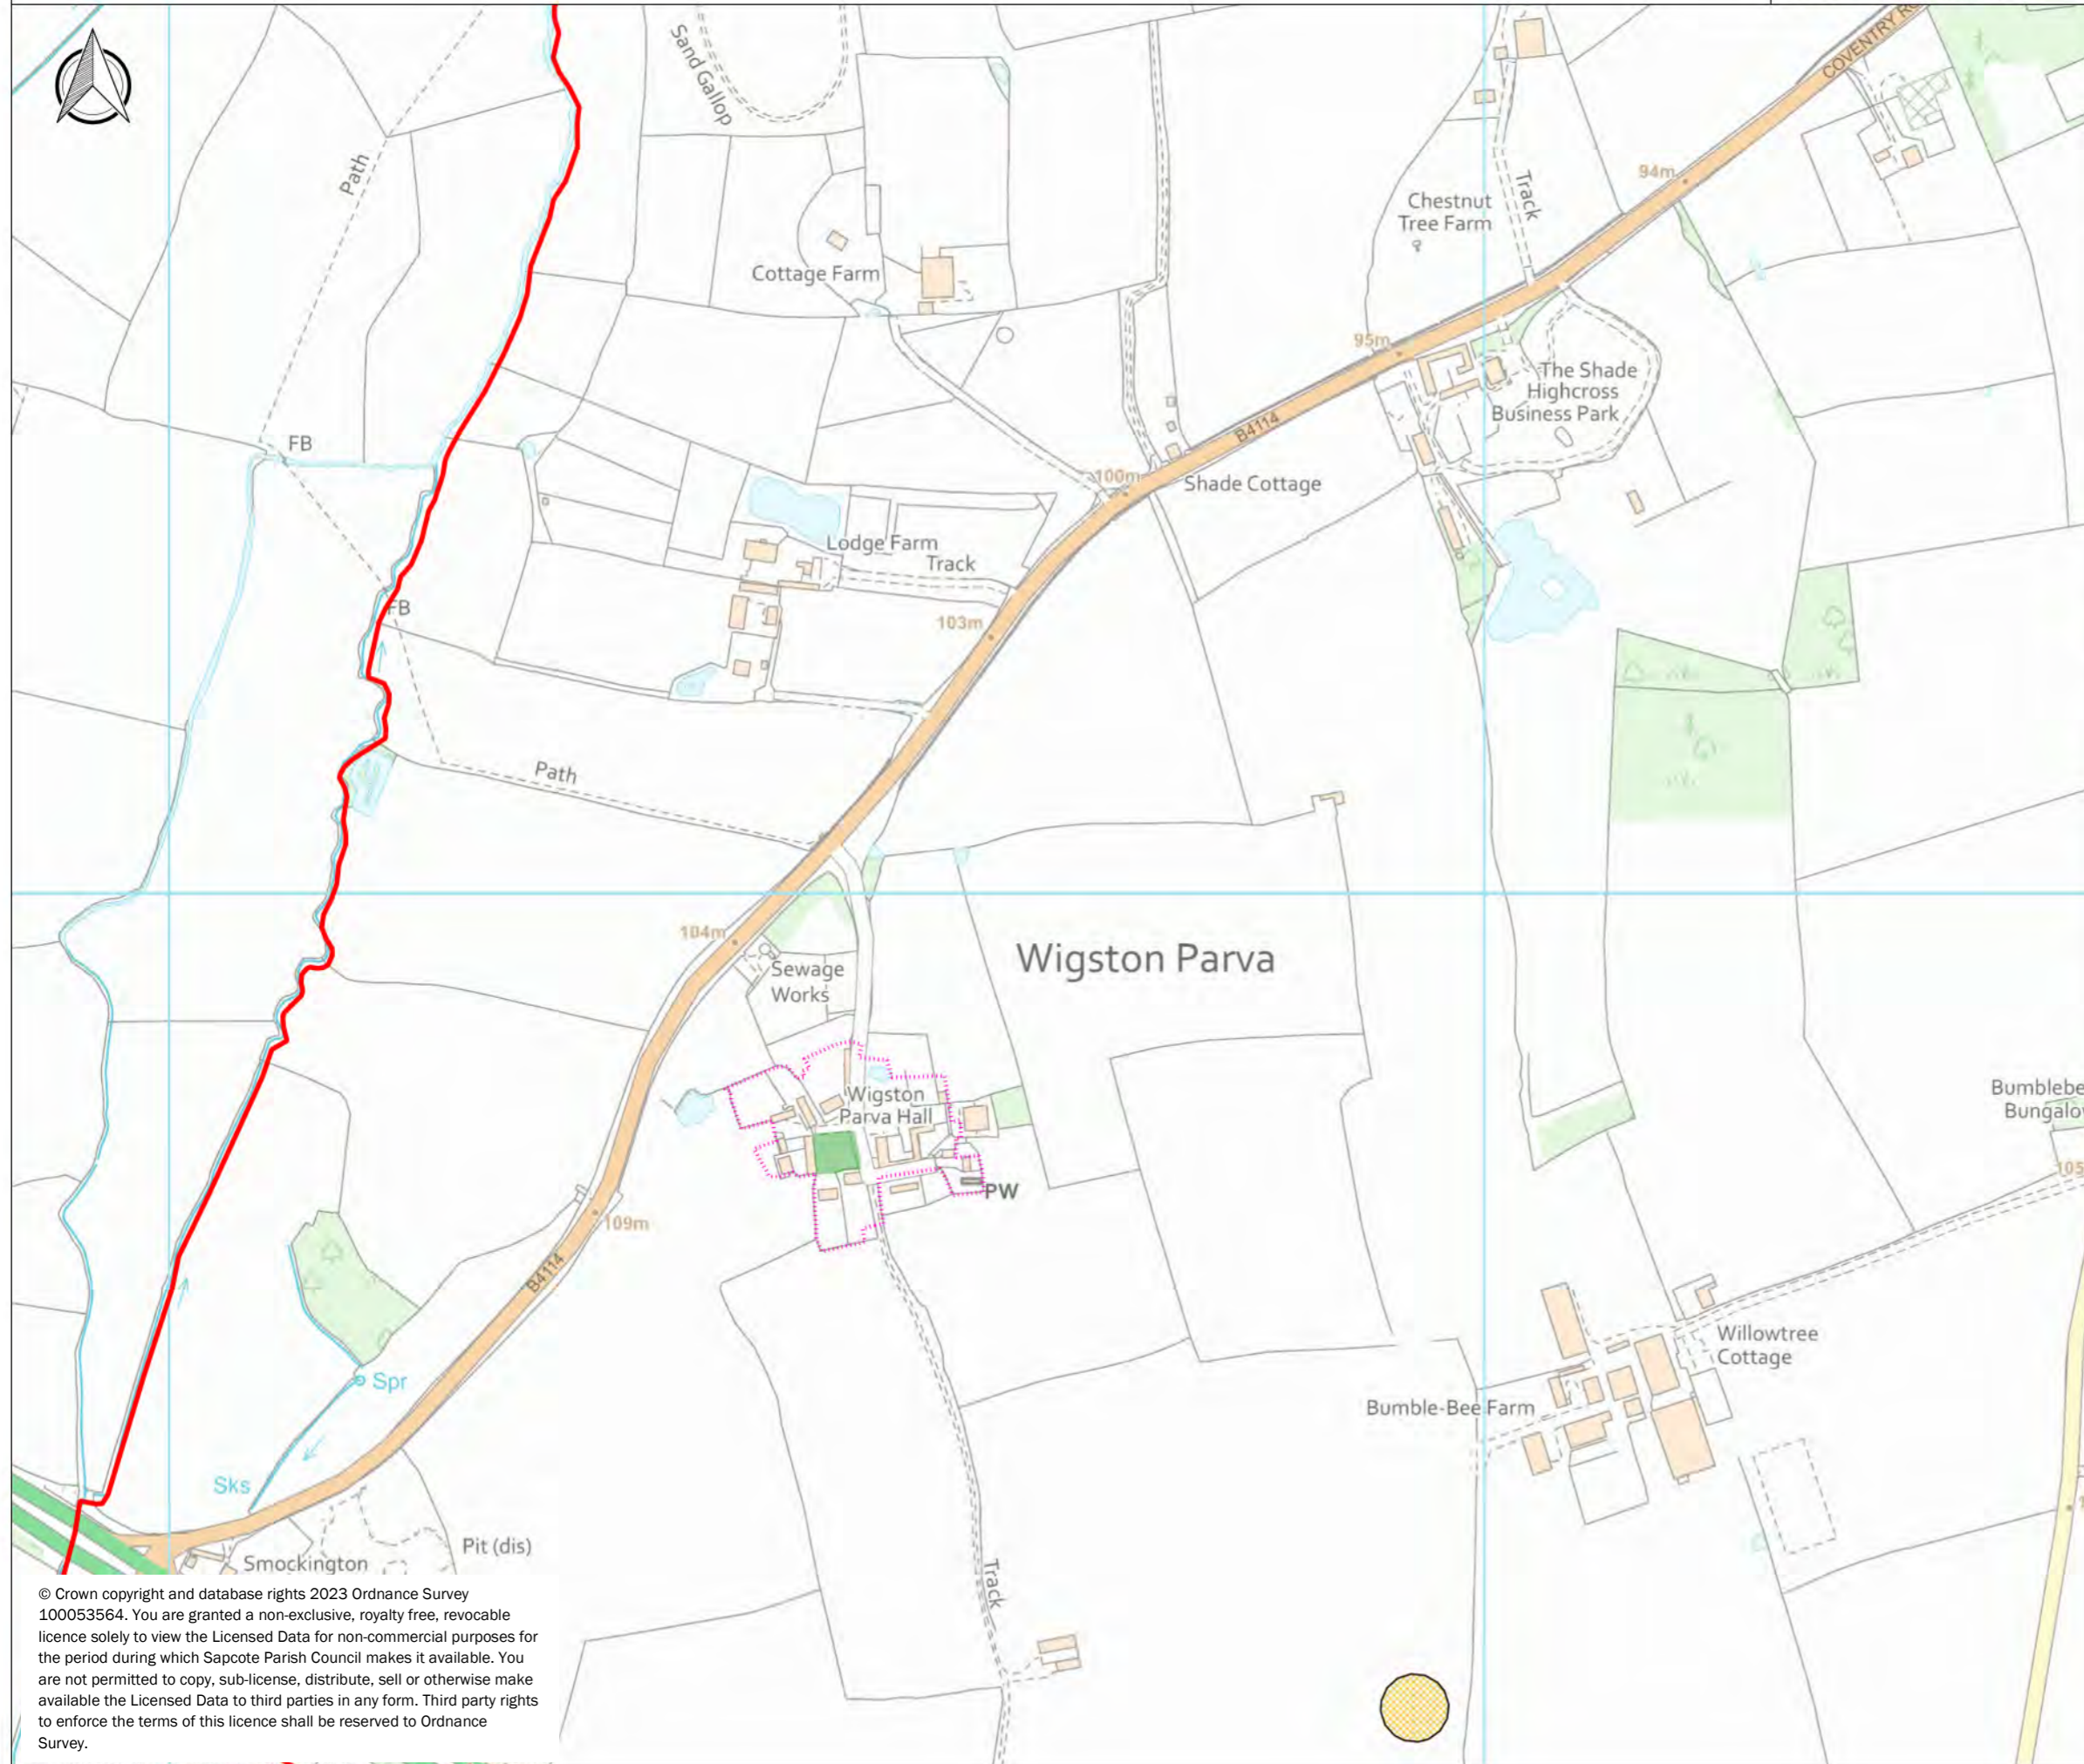 Sand Gallop
COVENTRY RO
Path
94m
Track
Chestnut
Tree Farm
Cottage Farm
95m
The Shade
Highcross
Business Park
B4114
FB
100m
Shade Cottage
Lodge Farm
Track
FB
103m
Path
104m
Wigston Parva
Sewage
Works
Wigston
Parva Hall
Bumblebe
Bungalo
105
PW
109m
B4114
Willowtree
Cottage
Spr
Bumble-Bee Farm
Sks
Pit (dis)
Smockington
Track
© Crown copyright and database rights 2023 Ordnance Survey
100053564. You are granted a non-exclusive, royalty free, revocable
licence solely to view the Licensed Data for non-commercial purposes for
the period during which Sapcote Parish Council makes it available. You
are not permitted to copy, sub-license, distribute, sell or otherwise make
available the Licensed Data to third parties in any form. Third party rights
to enforce the terms of this licence shall be reserved to Ordnance
Survey.